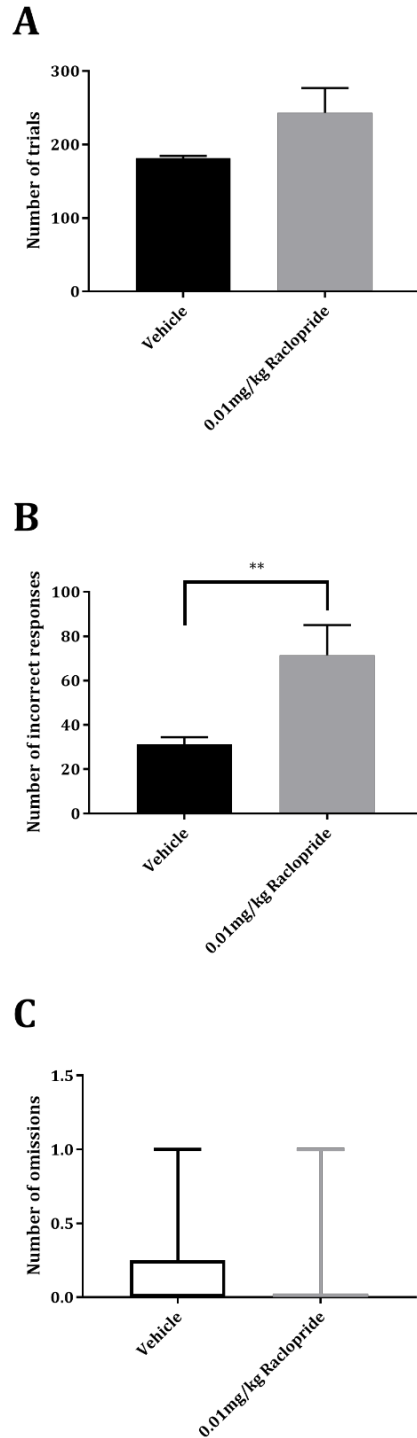 A
Number of trials
300
200
100
0
Vehicle
0.01mg/kg Raclopride
B
Number of incorrect responses
**
100
80
60
40
20
0
Vehicle
0.01mg/kg Raclopride
C
Number of omissions
1.5
1.0
0.5
0.0
Vehicle
0.01mg/kg Raclopride